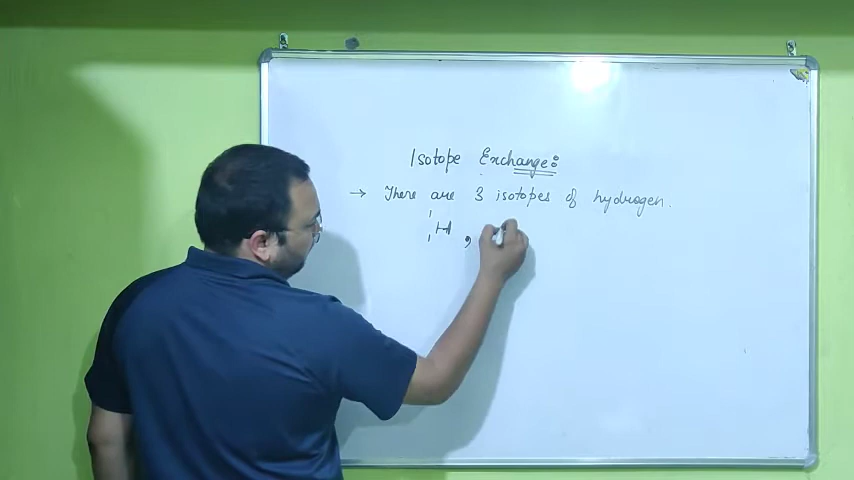 Isotope Exchange:
→ There are 3 isotopes of hydrogen.
¹₁H ,